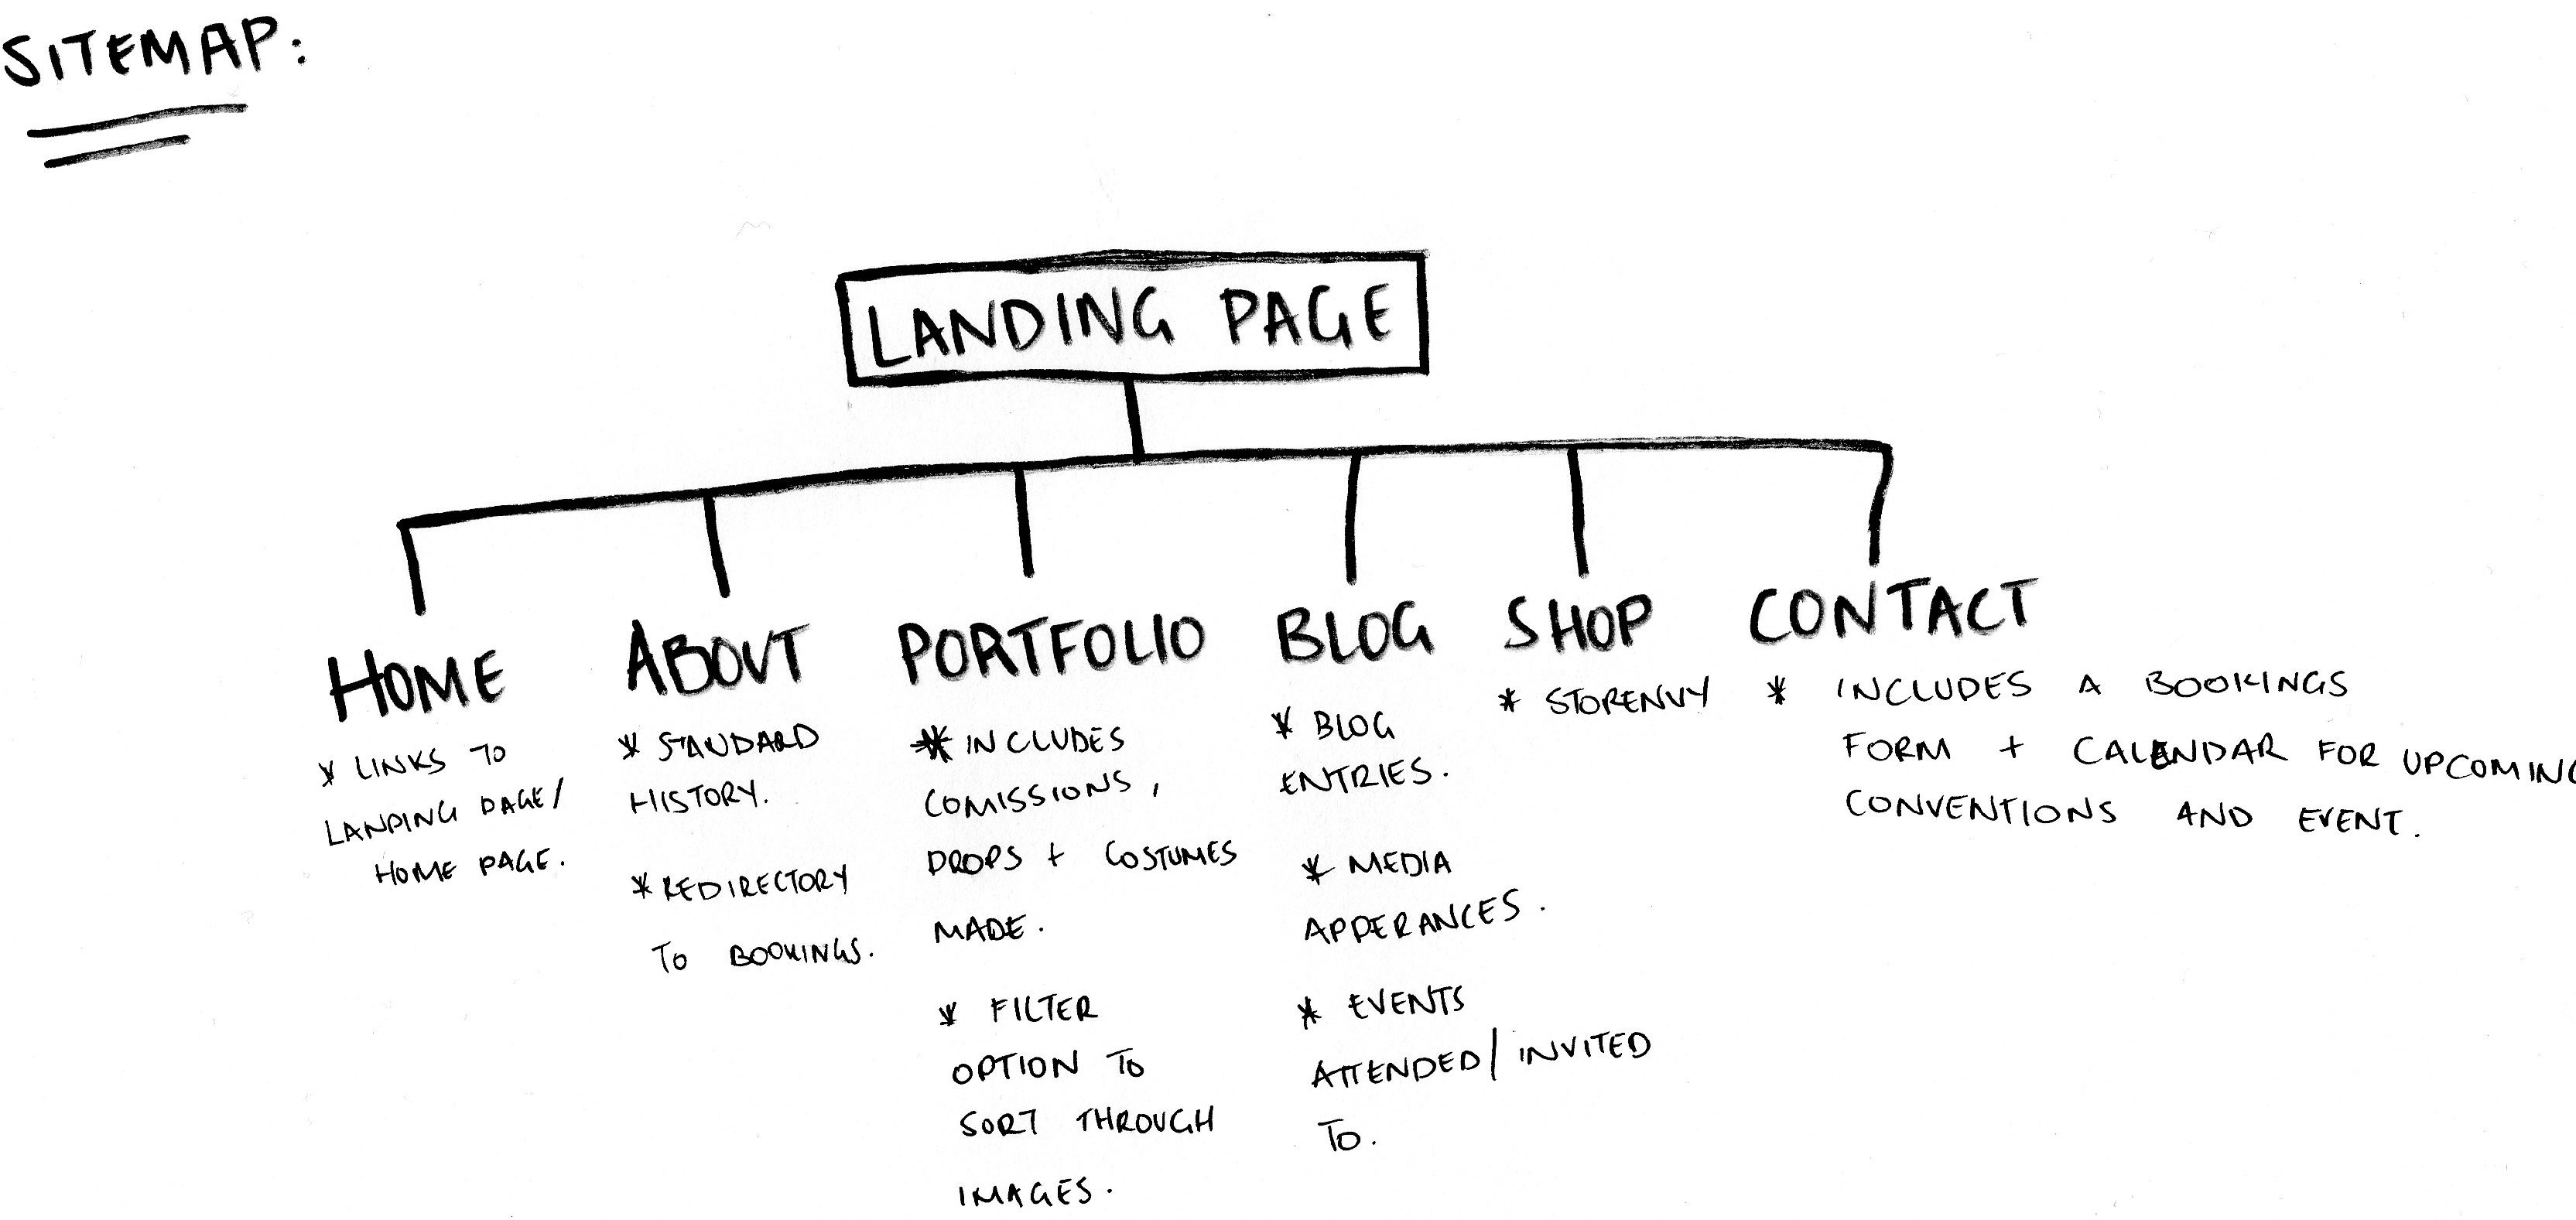 SITEMAP:
LANDING PAGE
HOME
* LINKS TO
LANDING PAGE/
HOME PAGE.
ABOUT
* STANDARD
HISTORY.
* REDIRECTORY
TO BOOKINGS.
PORTFOLIO
* INCLUDES
COMISSIONS,
PROPS + COSTUMES
MADE.
* FILTER
OPTION TO
SORT THROUGH
IMAGES.
BLOG
* BLOG
ENTRIES.
* MEDIA
APPERANCES.
* EVENTS
ATTENDED/INVITED
TO.
SHOP
* STORENVY
CONTACT
* INCLUDES A BOOKINGS
FORM + CALENDAR FOR UPCOMING
CONVENTIONS AND EVENT.